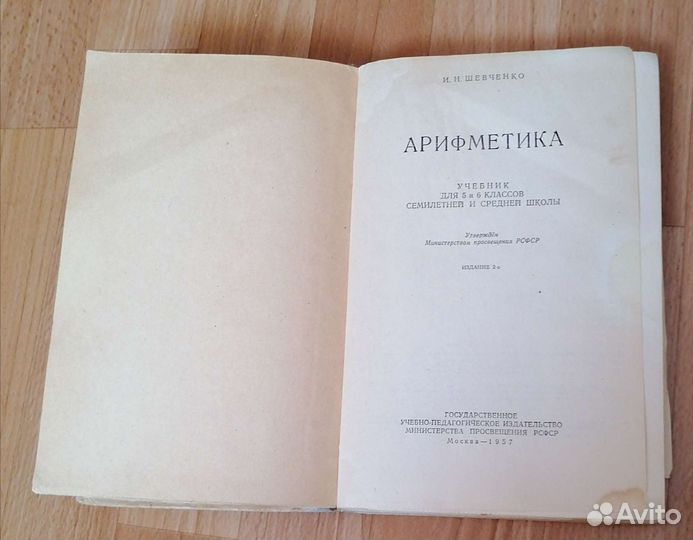 И. Н. ШЕВЧЕНКО
АРИФМЕТИКА
УЧЕБНИК
ДЛЯ 5 и 6 КЛАССОВ
СЕМИЛЕТНЕЙ И СРЕДНЕЙ ШКОЛЫ
Утверждён
Министерством просвещения РСФСР
ИЗДАНИЕ 2-е
ГОСУДАРСТВЕННОЕ
УЧЕБНО-ПЕДАГОГИЧЕСКОЕ ИЗДАТЕЛЬСТВО
МИНИСТЕРСТВА ПРОСВЕЩЕНИЯ РСФСР
Москва — 1957
Avito